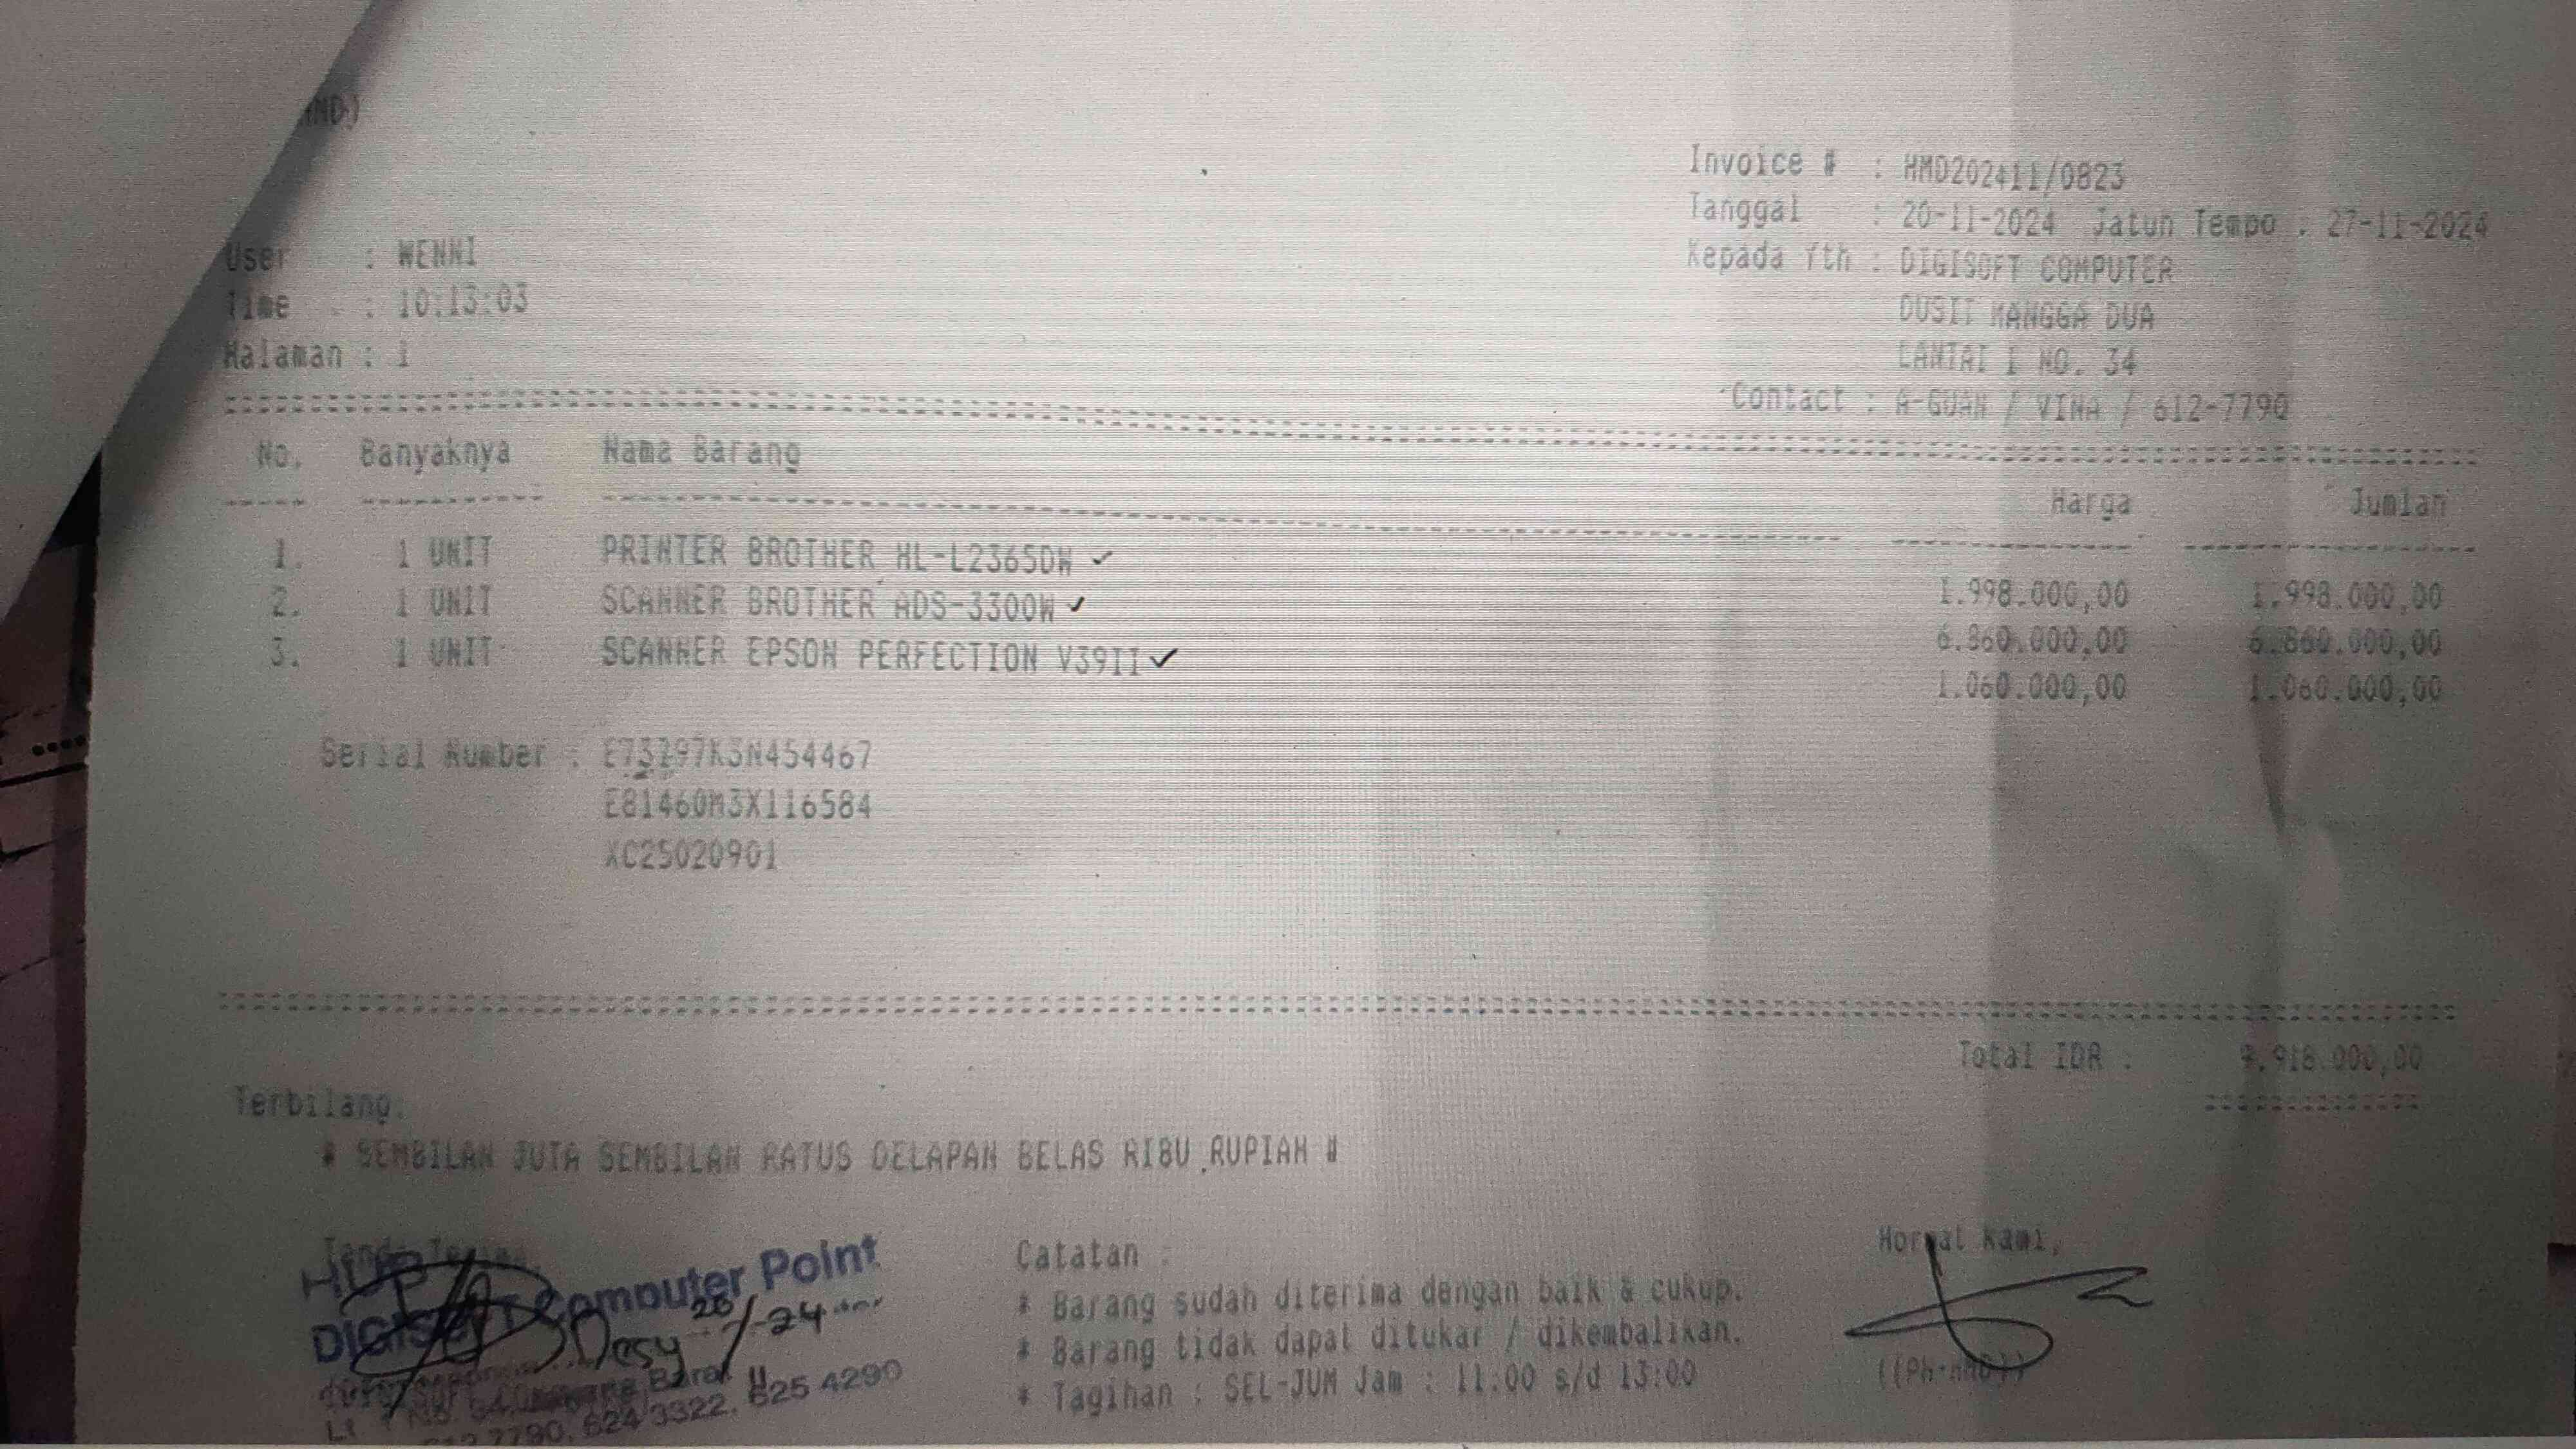 Invoice # : HMD202411/0823
Tanggal : 20-11-2024 Jatuh Tempo : 27-11-2024
Kepada Yth : DIGISOFT COMPUTER
DUSIT MANGGA DUA
LANTAI I NO. 34
Contact : A-GUAN / VINA / 612-7790
User : WENNI
Time : 10:13:03
Halaman : 1
No. Banyaknya Nama Barang Harga Jumlah
1. 1 UNIT PRINTER BROTHER HL-L2365DW ✓ 1.998.000,00 1.998.000,00
2. 1 UNIT SCANNER BROTHER ADS-3300W ✓ 6.860.000,00 6.860.000,00
3. 1 UNIT SCANNER EPSON PERFECTION V39II ✓ 1.060.000,00 1.060.000,00
Serial Number : E73797K3N454467
E81460M3X116584
XC25020901
Total IDR : 9.918.000,00
Terbilang.
# SEMBILAN JUTA SEMBILAN RATUS DELAPAN BELAS RIBU RUPIAH #
Computer Point
Desy
625 4290
Catatan :
* Barang sudah diterima dengan baik & cukup.
* Barang tidak dapat ditukar / dikembalikan.
* Tagihan : SEL-JUM Jam : 11:00 s/d 13:00
Hormat Kami,